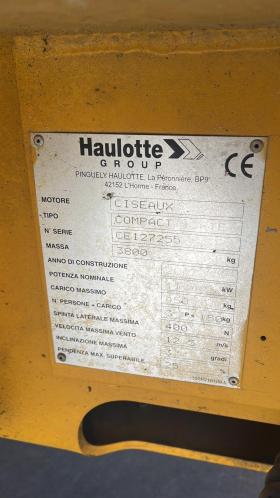 Haulotte
GROUP
CE
PINGUELY HAULOTTE, La Péronnière, BP9
42152 L'Horme - France
MOTORE CISEAUX
TIPO COMPACT
N° SERIE CE127255
MASSA 3800 kg
ANNO DI CONSTRUZIONE
POTENZA NOMINALE kW
CARICO MASSIMO 350 kg
N° PERSONE + CARICO 3 P+ kg
SPINTA LATERALE MASSIMA 400 N
VELOCITA MASSIMA VENTO 12.5 m/s
INCLINAZIONE MASSIMA gradi
PENDENZA MAX. SUPERABILE %